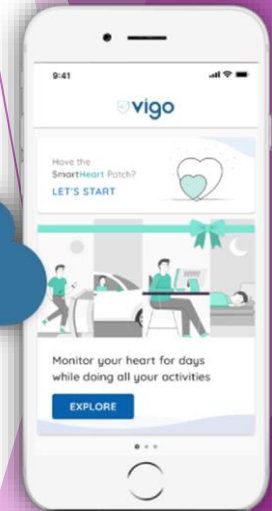 9:41
vigo
Have the
SmartHeart Patch?
LET'S START
Monitor your heart for days
while doing all your activities
EXPLORE